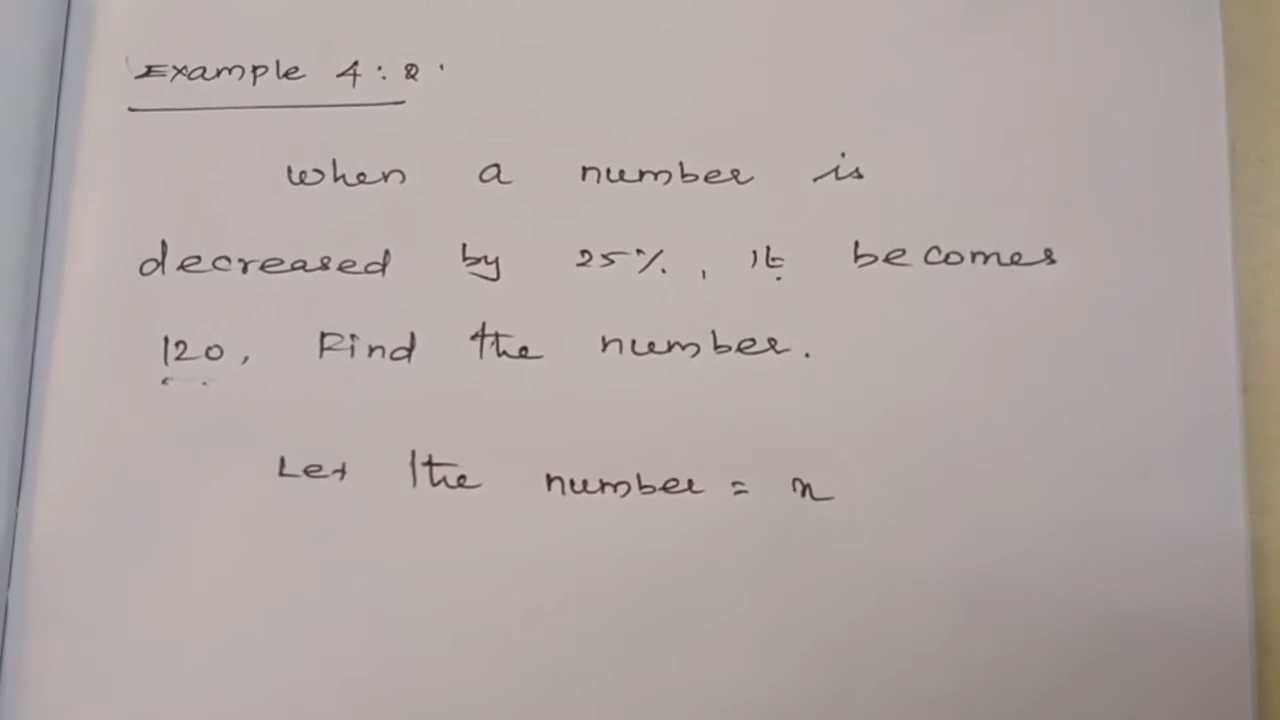 Example 4:2.
when a number is
decreased by 25%, it becomes
120, Find the number.
Let the number = x